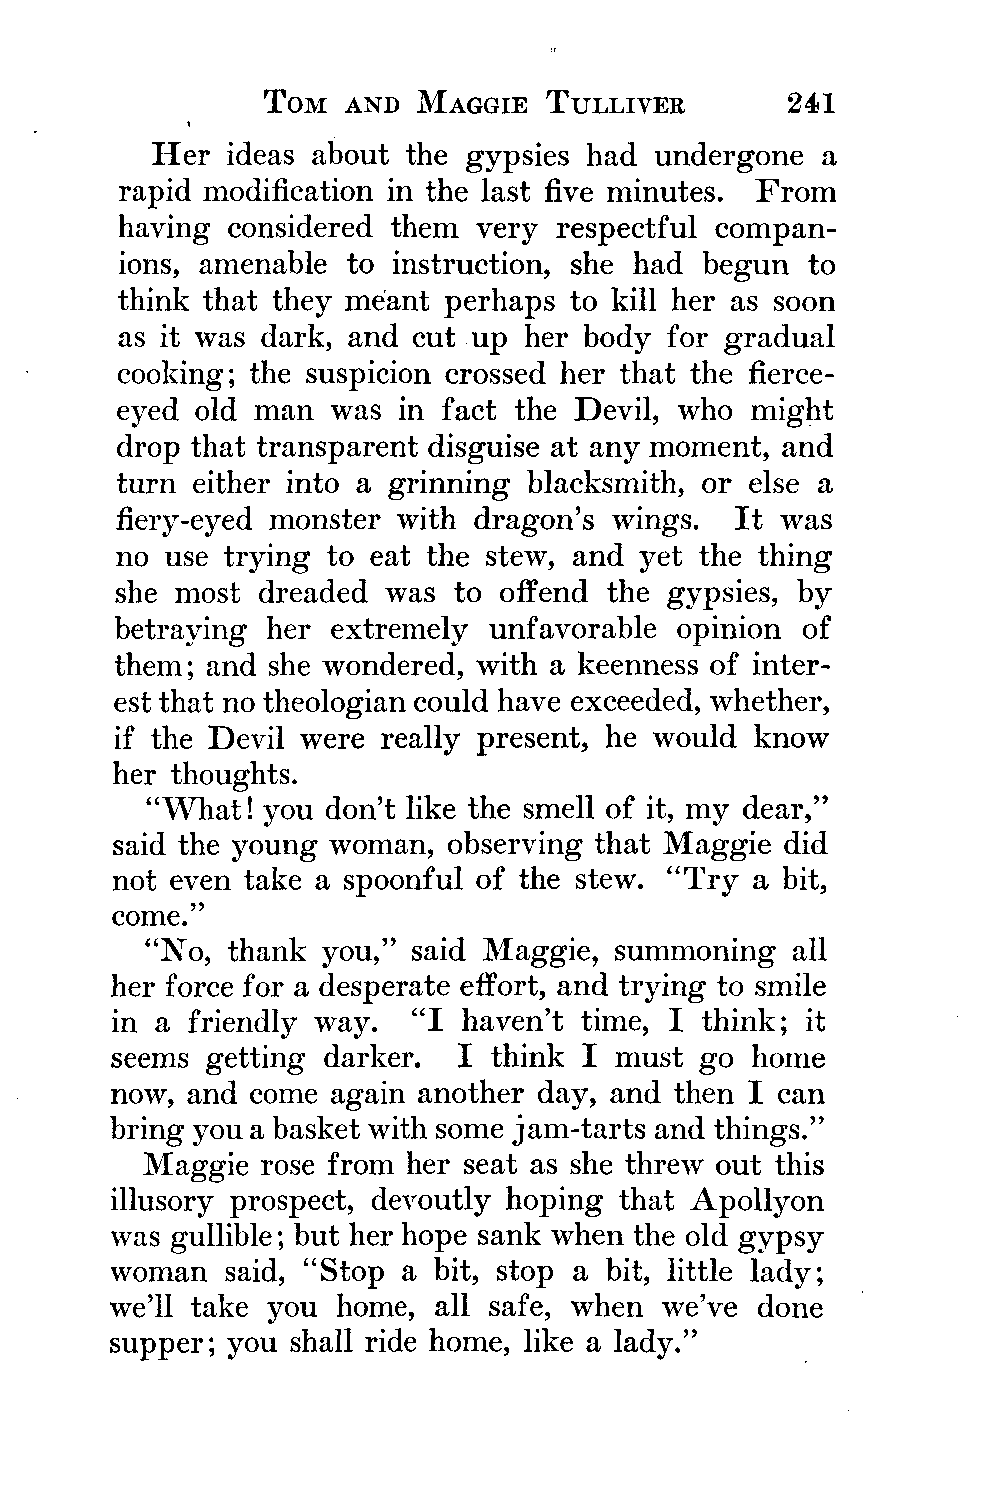 Tom and Maggie Tulliver 241
Her ideas about the gypsies had undergone a
rapid modification in the last five minutes. From
having considered them very respectful compan-
ions, amenable to instruction, she had begun to
think that they meant perhaps to kill her as soon
as it was dark, and cut up her body for gradual
cooking; the suspicion crossed her that the fierce-
eyed old man was in fact the Devil, who might
drop that transparent disguise at any moment, and
turn either into a grinning blacksmith, or else a
fiery-eyed monster with dragon's wings. It was
no use trying to eat the stew, and yet the thing
she most dreaded was to offend the gypsies, by
betraying her extremely unfavorable opinion of
them; and she wondered, with a keenness of inter-
est that no theologian could have exceeded, whether,
if the Devil were really present, he would know
her thoughts.
“What! you don't like the smell of it, my dear,”
said the young woman, observing that Maggie did
not even take a spoonful of the stew. “Try a bit,
come.”
“No, thank you,” said Maggie, summoning all
her force for a desperate effort, and trying to smile
in a friendly way. “I haven't time, I think; it
seems getting darker. I think I must go home
now, and come again another day, and then I can
bring you a basket with some jam-tarts and things.”
Maggie rose from her seat as she threw out this
illusory prospect, devoutly hoping that Apollyon
was gullible; but her hope sank when the old gypsy
woman said, “Stop a bit, stop a bit, little lady;
we'll take you home, all safe, when we've done
supper; you shall ride home, like a lady.”